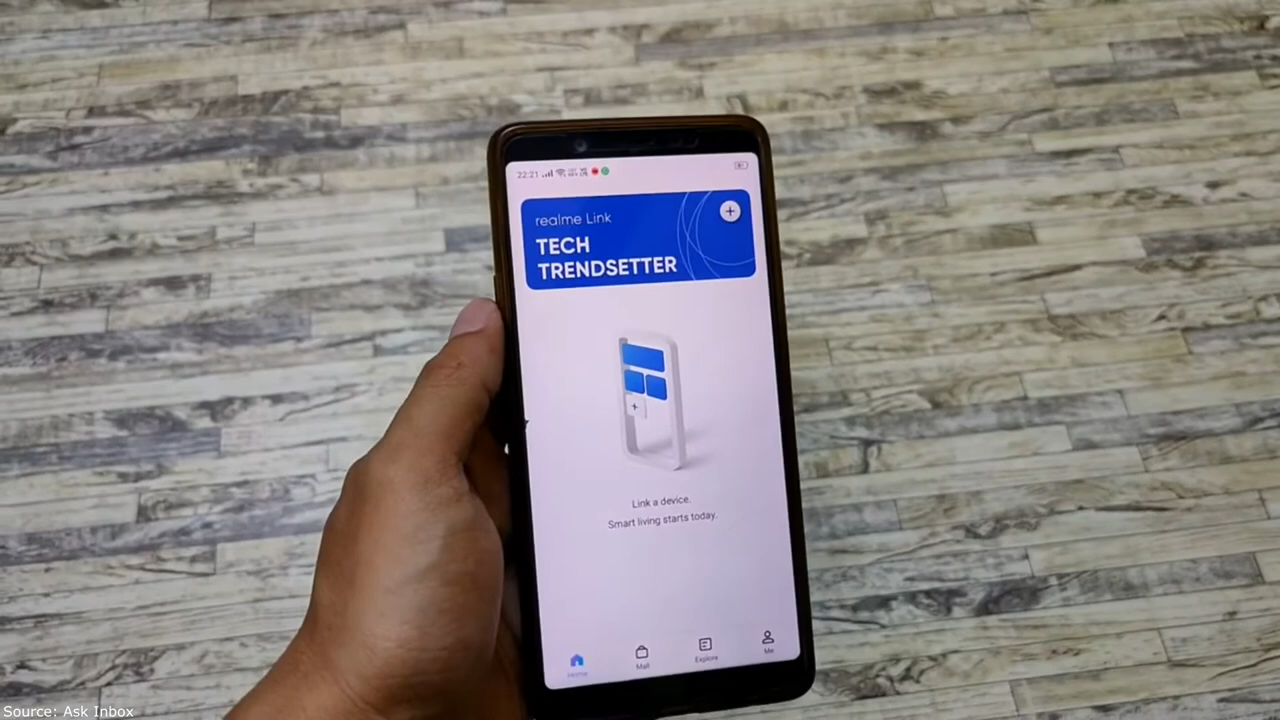 22:21
realme Link
TECH
TRENDSETTER
Link a device.
Smart living starts today.
Home
Mall
Explore
Me
Source: Ask Inbox